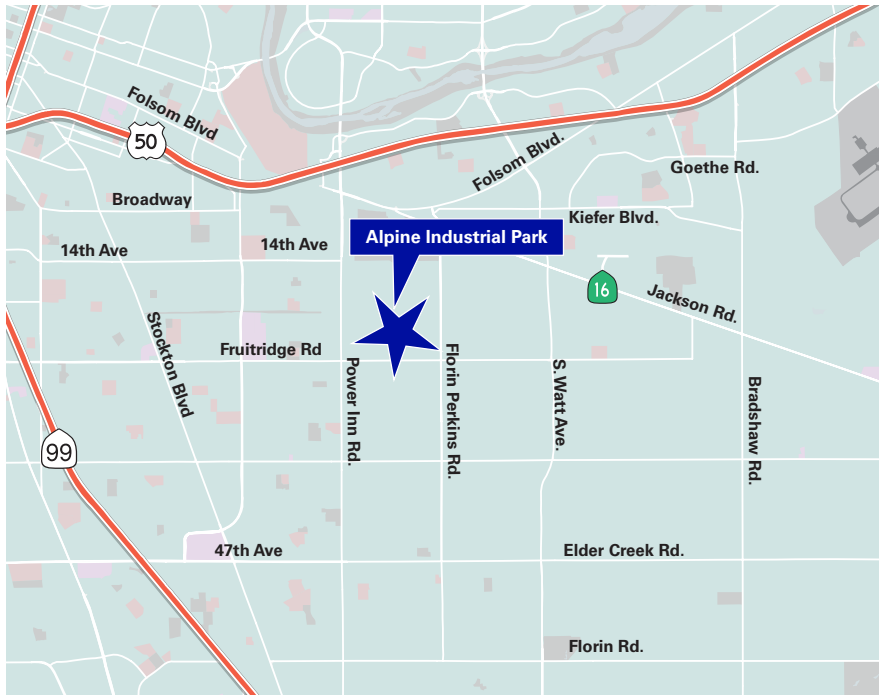 Folsom Blvd
50
Folsom Blvd.
Goethe Rd.
Broadway
Kiefer Blvd.
Alpine Industrial Park
14th Ave
14th Ave
16
Jackson Rd.
Stockton Blvd
Fruitridge Rd
Power Inn Rd.
Florin Perkins Rd.
S. Watt Ave.
Bradshaw Rd.
99
47th Ave
Elder Creek Rd.
Florin Rd.